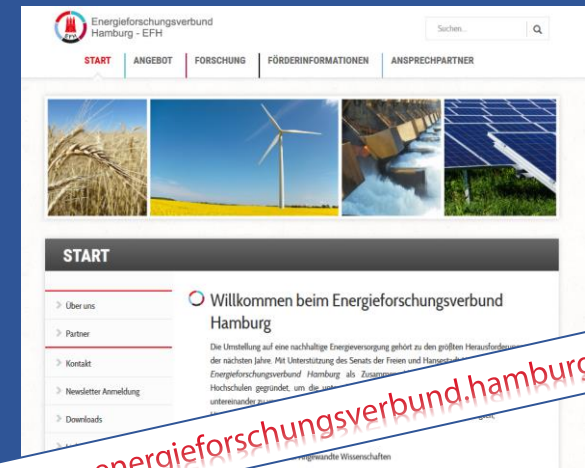 Energieforschungsverbund
Hamburg - EFH
EFH
Suchen...
START ANGEBOT FORSCHUNG FÖRDERINFORMATIONEN ANSPRECHPARTNER
START
Über uns
Partner
Kontakt
Newsletter Anmeldung
Downloads
Willkommen beim Energieforschungsverbund
Hamburg
Die Umstellung auf eine nachhaltige Energieversorgung gehört zu den größten
der nächsten Jahre. Mit Unterstützung des Senats der Freien und
Energieforschungsverbund Hamburg als
Hochschulen gegründet, um die
untereinander zu
Angewandte Wissenschaften
energieforschungsverbund.hamburg